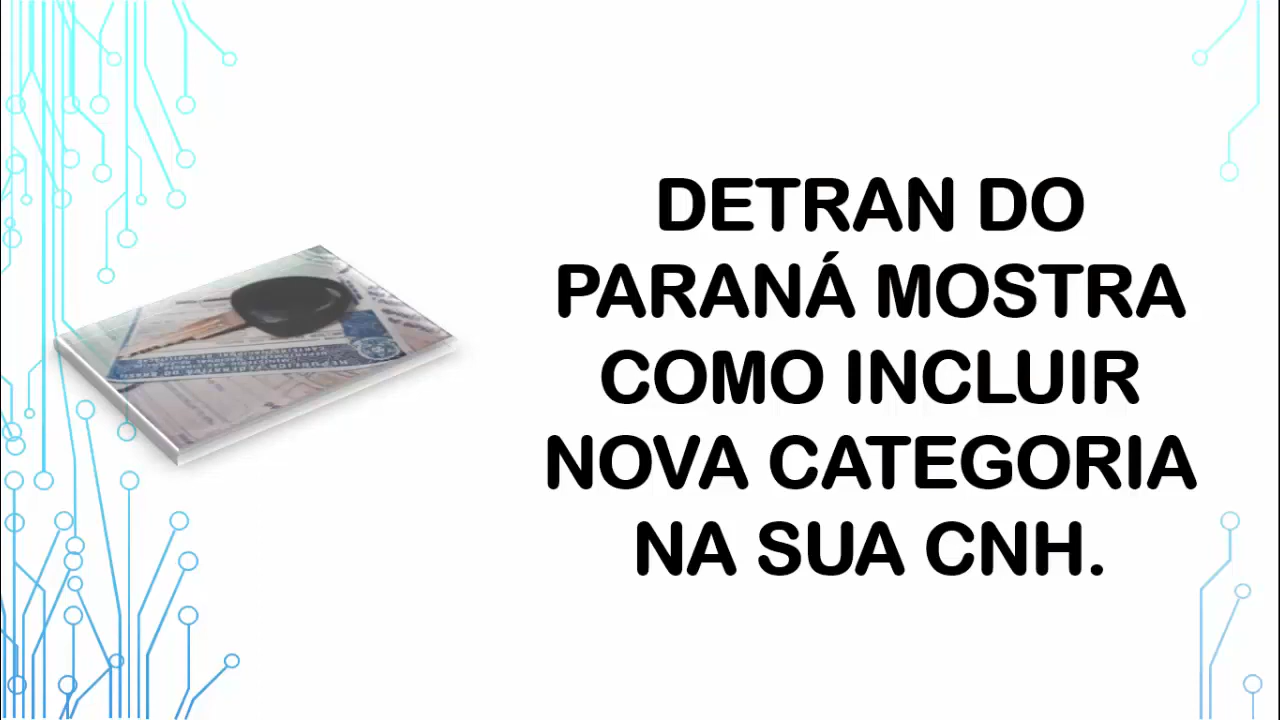 DETRAN DO
PARANÁ MOSTRA
COMO INCLUIR
NOVA CATEGORIA
NA SUA CNH.